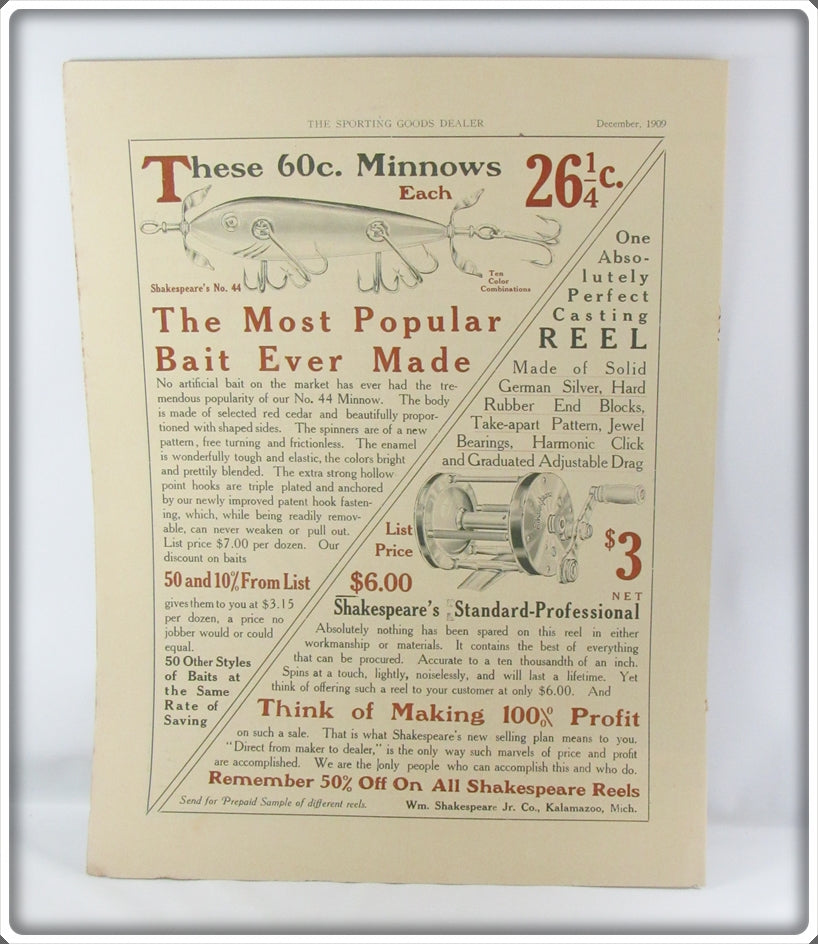 THE SPORTING GOODS DEALER
December, 1909
These 60c. Minnows
Each
26¼c.
Shakespeare's No. 44
Ten
Color
Combinations
The Most Popular
Bait Ever Made
No artificial bait on the market has ever had the tre-
mendous popularity of our No. 44 Minnow. The body
is made of selected red cedar and beautifully propor-
tioned with shaped sides. The spinners are of a new
pattern, free turning and frictionless. The enamel
is wonderfully tough and elastic, the colors bright
and prettily blended. The extra strong hollow
point hooks are triple plated and anchored
by our newly improved patent hook fasten-
ing, which, while being readily remov-
able, can never weaken or pull out.
List price $7.00 per dozen. Our
discount on baits
50 and 10% From List
gives them to you at $3.15
per dozen, a price no
jobber would or could
equal.
50 Other Styles
of Baits at
the Same
Rate of
Saving
One
Abso-
lutely
Perfect
Casting
REEL
Made of Solid
German Silver, Hard
Rubber End Blocks,
Take-apart Pattern, Jewel
Bearings, Harmonic Click
and Graduated Adjustable Drag
List
Price
$6.00
$3
NET
Shakespeare's Standard-Professional
Absolutely nothing has been spared on this reel in either
workmanship or materials. It contains the best of everything
that can be procured. Accurate to a ten thousandth of an inch.
Spins at a touch, lightly, noiselessly, and will last a lifetime. Yet
think of offering such a reel to your customer at only $6.00. And
Think of Making 100% Profit
on such a sale. That is what Shakespeare's new selling plan means to you.
"Direct from maker to dealer," is the only way such marvels of price and profit
are accomplished. We are the only people who can accomplish this and who do.
Remember 50% Off On All Shakespeare Reels
Send for Prepaid Sample of different reels.
Wm. Shakespeare Jr. Co., Kalamazoo, Mich.